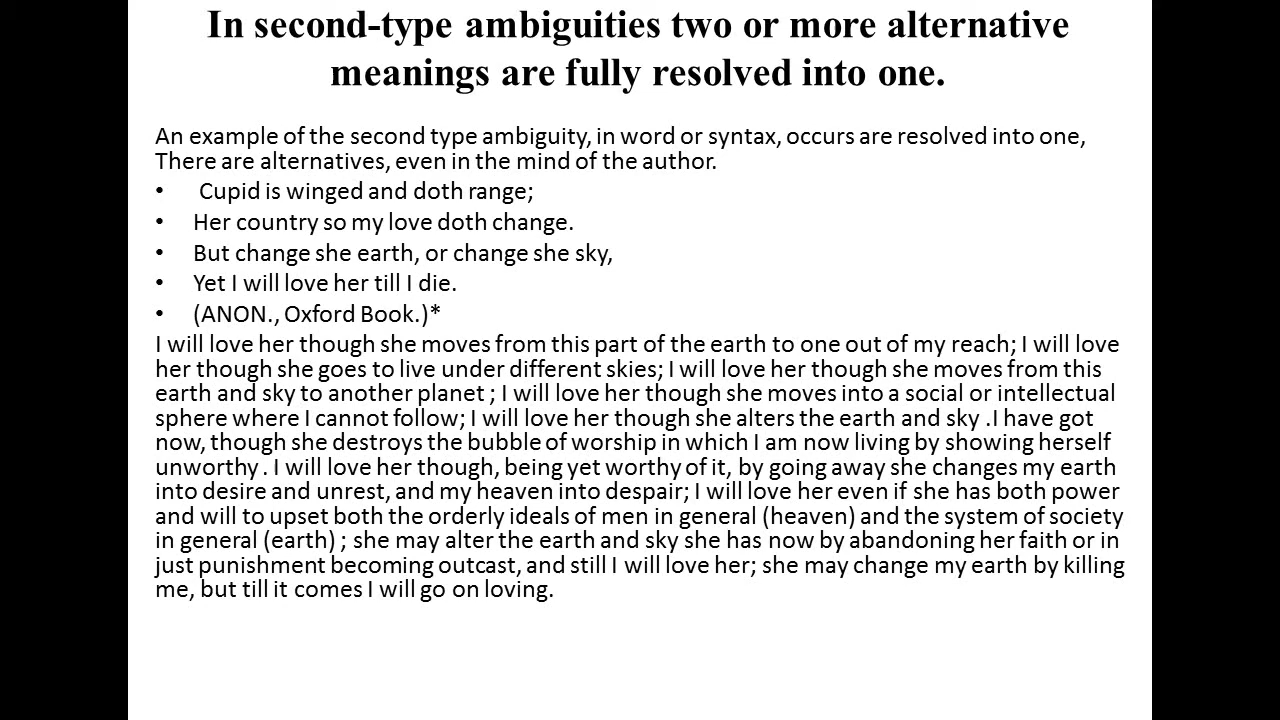 In second-type ambiguities two or more alternative
meanings are fully resolved into one.
An example of the second type ambiguity, in word or syntax, occurs are resolved into one,
There are alternatives, even in the mind of the author.
• Cupid is winged and doth range;
• Her country so my love doth change.
• But change she earth, or change she sky,
• Yet I will love her till I die.
• (ANON., Oxford Book.)*
I will love her though she moves from this part of the earth to one out of my reach; I will love
her though she goes to live under different skies; I will love her though she moves from this
earth and sky to another planet ; I will love her though she moves into a social or intellectual
sphere where I cannot follow; I will love her though she alters the earth and sky .I have got
now, though she destroys the bubble of worship in which I am now living by showing herself
unworthy . I will love her though, being yet worthy of it, by going away she changes my earth
into desire and unrest, and my heaven into despair; I will love her even if she has both power
and will to upset both the orderly ideals of men in general (heaven) and the system of society
in general (earth) ; she may alter the earth and sky she has now by abandoning her faith or in
just punishment becoming outcast, and still I will love her; she may change my earth by killing
me, but till it comes I will go on loving.